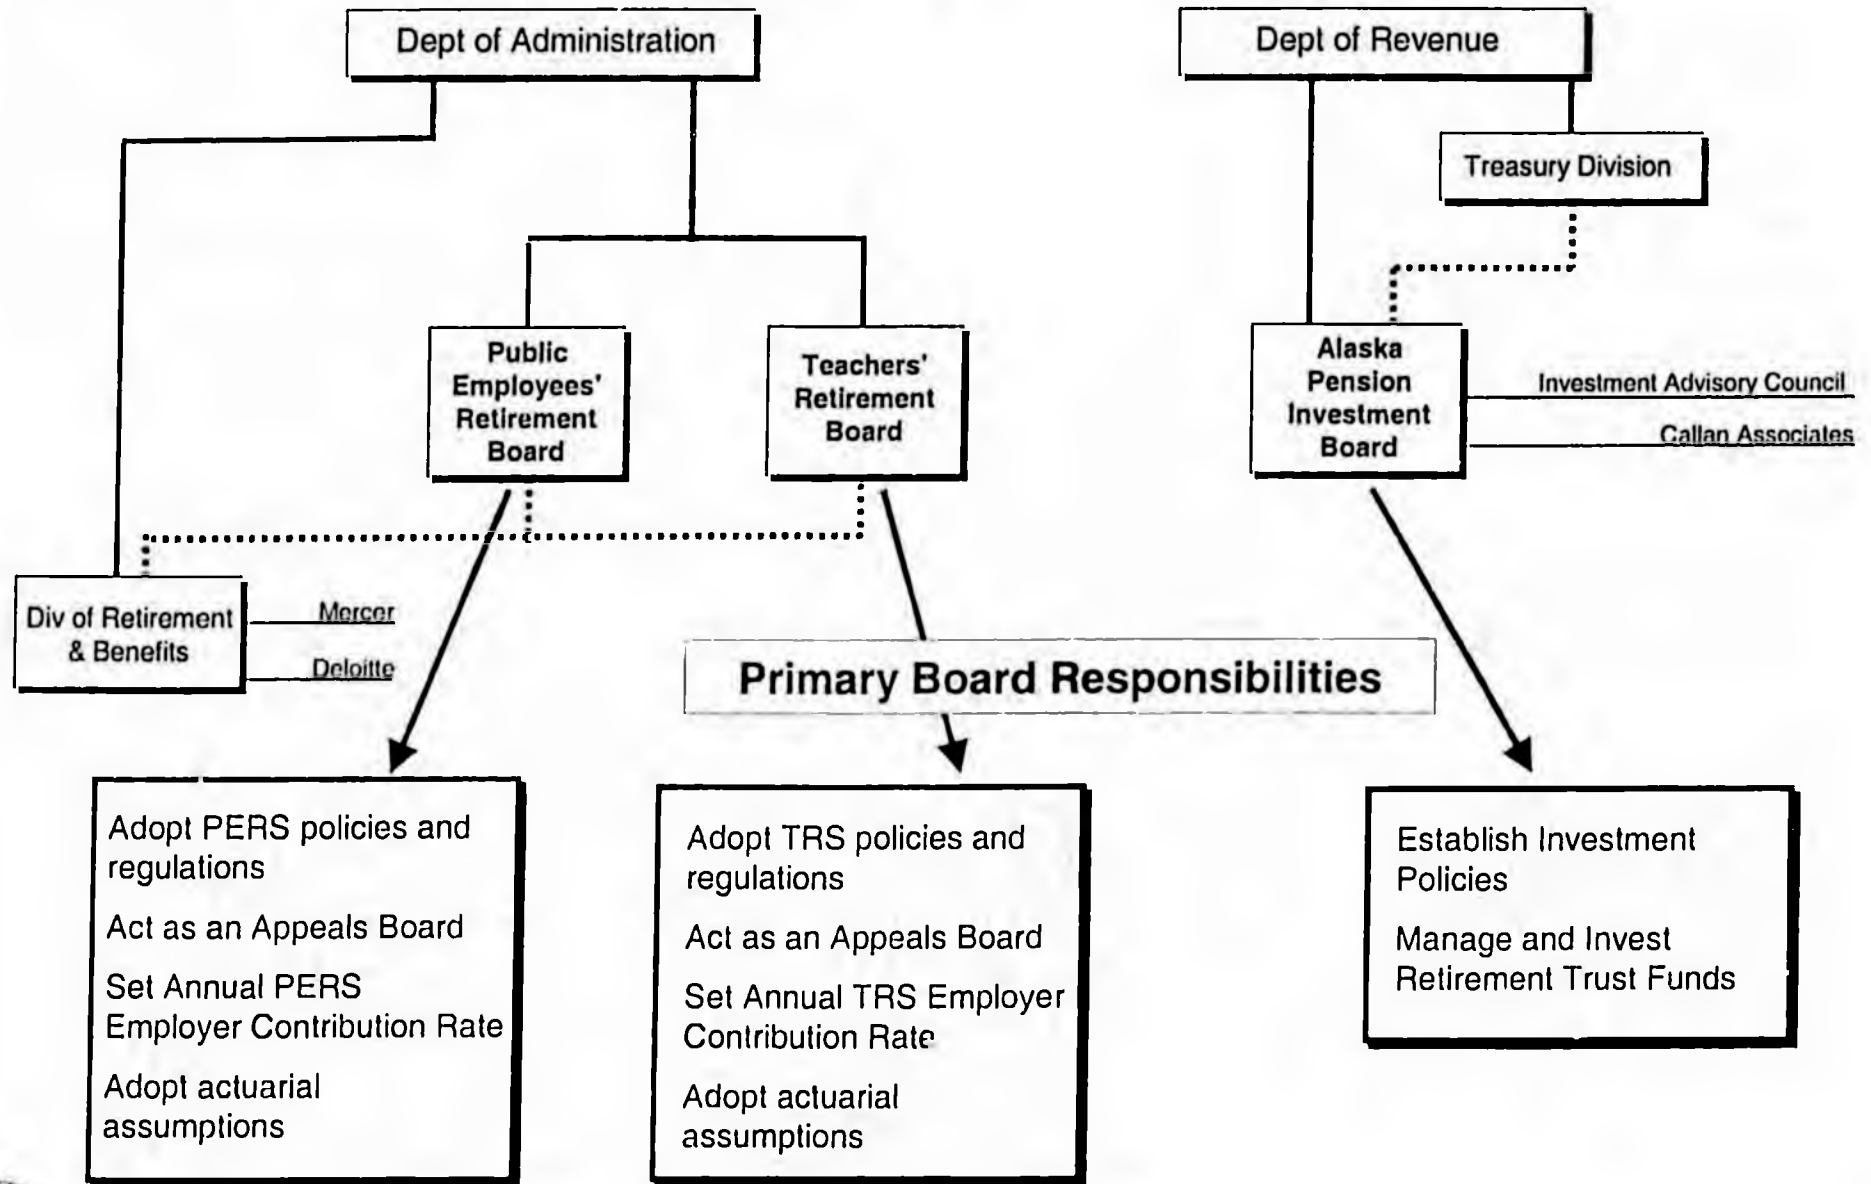 Dept of Administration
Dept of Revenue
Treasury Division
Public
Employees'
Retirement
Board
Teachers'
Retirement
Board
Alaska
Pension
Investment
Board
Investment Advisory Council
Callan Associates
Div of Retirement
& Benefits
Mercer
Deloitte
Primary Board Responsibilities
Adopt PERS policies and
regulations
Act as an Appeals Board
Set Annual PERS
Employer Contribution Rate
Adopt actuarial
assumptions
Adopt TRS policies and
regulations
Act as an Appeals Board
Set Annual TRS Employer
Contribution Rate
Adopt actuarial
assumptions
Establish Investment
Policies
Manage and Invest
Retirement Trust Funds